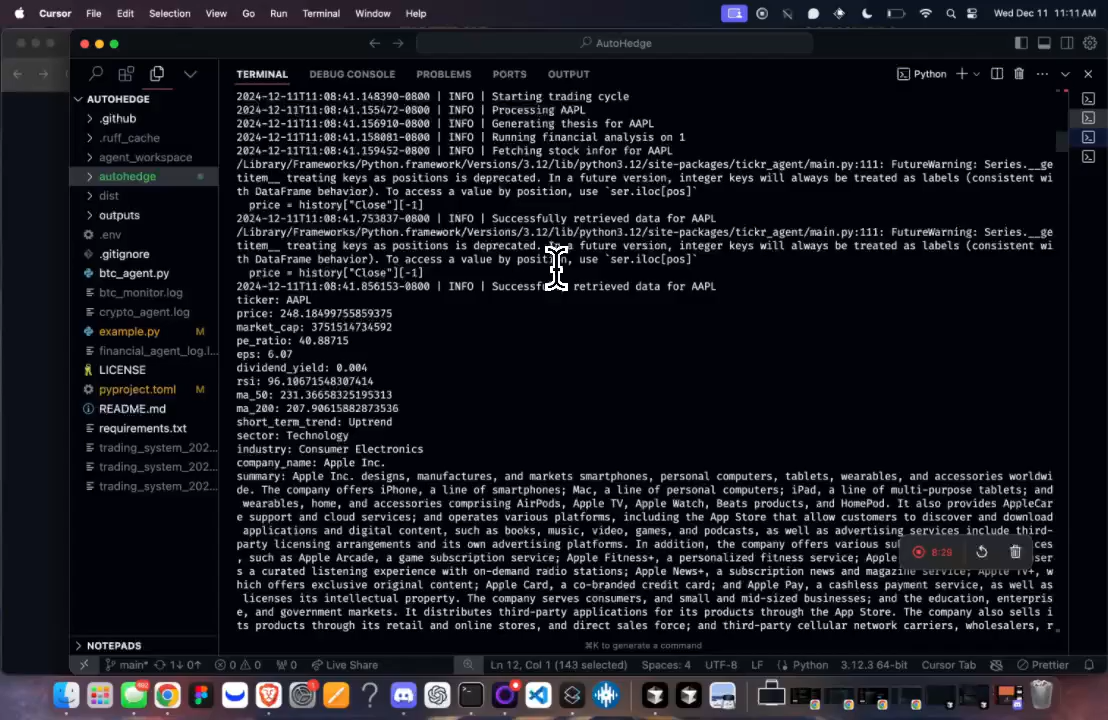 Cursor File Edit Selection View Go Run Terminal Window Help Wed Dec 11 11:11AM
AutoHedge
TERMINAL DEBUG CONSOLE PROBLEMS PORTS OUTPUT Python
AUTOHEDGE
.github
.ruff_cache
agent_workspace
autohedge
dist
outputs
.env
.gitignore
btc_agent.py
btc_monitor.log
crypto_agent.log
example.py M
financial_agent_log.l...
LICENSE
pyproject.toml M
README.md
requirements.txt
trading_system_202...
trading_system_202...
trading_system_202...
NOTEPADS
2024-12-11T11:08:41.148390-0800 | INFO | Starting trading cycle
2024-12-11T11:08:41.155472-0800 | INFO | Processing AAPL
2024-12-11T11:08:41.156910-0800 | INFO | Generating thesis for AAPL
2024-12-11T11:08:41.158081-0800 | INFO | Running financial analysis on 1
2024-12-11T11:08:41.159452-0800 | INFO | Fetching stock infor for AAPL
/Library/Frameworks/Python.framework/Versions/3.12/lib/python3.12/site-packages/tickr_agent/main.py:111: FutureWarning: Series.__ge
titem__ treating keys as positions is deprecated. In a future version, integer keys will always be treated as labels (consistent wi
th DataFrame behavior). To access a value by position, use `ser.iloc[pos]`
price = history["Close"][-1]
2024-12-11T11:08:41.753837-0800 | INFO | Successfully retrieved data for AAPL
/Library/Frameworks/Python.framework/Versions/3.12/lib/python3.12/site-packages/tickr_agent/main.py:111: FutureWarning: Series.__ge
titem__ treating keys as positions is deprecated. In a future version, integer keys will always be treated as labels (consistent wi
th DataFrame behavior). To access a value by position, use `ser.iloc[pos]`
price = history["Close"][-1]
2024-12-11T11:08:41.856153-0800 | INFO | Successfully retrieved data for AAPL
ticker: AAPL
price: 248.18499755859375
market_cap: 3751514734592
pe_ratio: 40.88715
eps: 6.07
dividend_yield: 0.004
rsi: 96.10671548307414
ma_50: 231.36658325195313
ma_200: 207.90615882873536
short_term_trend: Uptrend
sector: Technology
industry: Consumer Electronics
company_name: Apple Inc.
summary: Apple Inc. designs, manufactures, and markets smartphones, personal computers, tablets, wearables, and accessories worldwi
de. The company offers iPhone, a line of smartphones; Mac, a line of personal computers; iPad, a line of multi-purpose tablets; and
wearables, home, and accessories comprising AirPods, Apple TV, Apple Watch, Beats products, and HomePod. It also provides AppleCar
e support and cloud services; and operates various platforms, including the App Store that allow customers to discover and download
applications and digital content, such as books, music, video, games, and podcasts, as well as advertising services include third-
party licensing arrangements and its own advertising platforms. In addition, the company offers various su ces
, such as Apple Arcade, a game subscription service; Apple Fitness+, a personalized fitness service; Apple 8:29 ser
s a curated listening experience with on-demand radio stations; Apple News+, a subscription news and magazine service; Apple TV+, w
hich offers exclusive original content; Apple Card, a co-branded credit card; and Apple Pay, a cashless payment service, as well as
licenses its intellectual property. The company serves consumers, and small and mid-sized businesses; and the education, enterpris
e, and government markets. It distributes third-party applications for its products through the App Store. The company also sells i
ts products through its retail and online stores, and direct sales force; and third-party cellular network carriers, wholesalers, r
⌘K to generate a command
main* 1↓ 0↑ 0 0 0 Live Share Ln 12, Col 1 (143 selected) Spaces: 4 UTF-8 LF Python 3.12.3 64-bit Cursor Tab Prettier